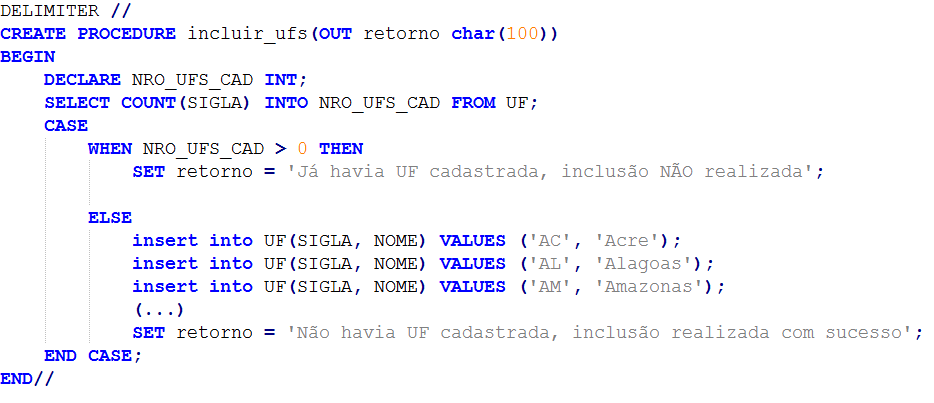 DELIMITER //
CREATE PROCEDURE incluir_ufs(OUT retorno char(100))
BEGIN
    DECLARE NRO_UFS_CAD INT;
    SELECT COUNT(SIGLA) INTO NRO_UFS_CAD FROM UF;
    CASE
        WHEN NRO_UFS_CAD > 0 THEN
            SET retorno = 'Já havia UF cadastrada, inclusão NÃO realizada';
        ELSE
            insert into UF(SIGLA, NOME) VALUES ('AC', 'Acre');
            insert into UF(SIGLA, NOME) VALUES ('AL', 'Alagoas');
            insert into UF(SIGLA, NOME) VALUES ('AM', 'Amazonas');
            (...)
            SET retorno = 'Não havia UF cadastrada, inclusão realizada com sucesso';
    END CASE;
END//